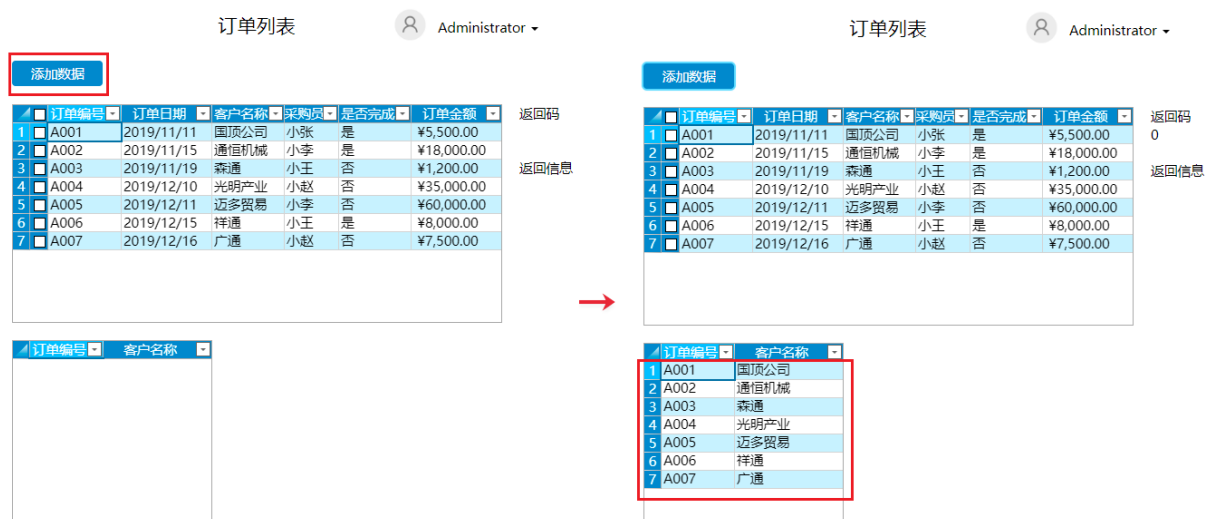 订单列表 Administrator
添加数据
订单编号 订单日期 客户名称 采购员 是否完成 订单金额 返回码
1 A001 2019/11/11 国顶公司 小张 是 ¥5,500.00
2 A002 2019/11/15 通恒机械 小李 是 ¥18,000.00
3 A003 2019/11/19 森通 小王 否 ¥1,200.00 返回信息
4 A004 2019/12/10 光明产业 小赵 否 ¥35,000.00
5 A005 2019/12/11 迈多贸易 小李 否 ¥60,000.00
6 A006 2019/12/15 祥通 小王 是 ¥8,000.00
7 A007 2019/12/16 广通 小赵 否 ¥7,500.00
订单编号 客户名称
订单列表 Administrator
添加数据
订单编号 订单日期 客户名称 采购员 是否完成 订单金额 返回码
1 A001 2019/11/11 国顶公司 小张 是 ¥5,500.00 0
2 A002 2019/11/15 通恒机械 小李 是 ¥18,000.00
3 A003 2019/11/19 森通 小王 否 ¥1,200.00 返回信息
4 A004 2019/12/10 光明产业 小赵 否 ¥35,000.00
5 A005 2019/12/11 迈多贸易 小李 否 ¥60,000.00
6 A006 2019/12/15 祥通 小王 是 ¥8,000.00
7 A007 2019/12/16 广通 小赵 否 ¥7,500.00
订单编号 客户名称
1 A001 国顶公司
2 A002 通恒机械
3 A003 森通
4 A004 光明产业
5 A005 迈多贸易
6 A006 祥通
7 A007 广通